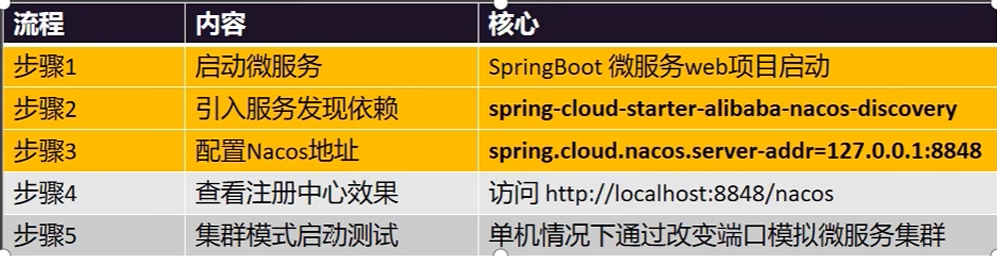 流程 内容 核心
步骤1 启动微服务 SpringBoot 微服务web项目启动
步骤2 引入服务发现依赖 spring-cloud-starter-alibaba-nacos-discovery
步骤3 配置Nacos地址 spring.cloud.nacos.server-addr=127.0.0.1:8848
步骤4 查看注册中心效果 访问 http://localhost:8848/nacos
步骤5 集群模式启动测试 单机情况下通过改变端口模拟微服务集群